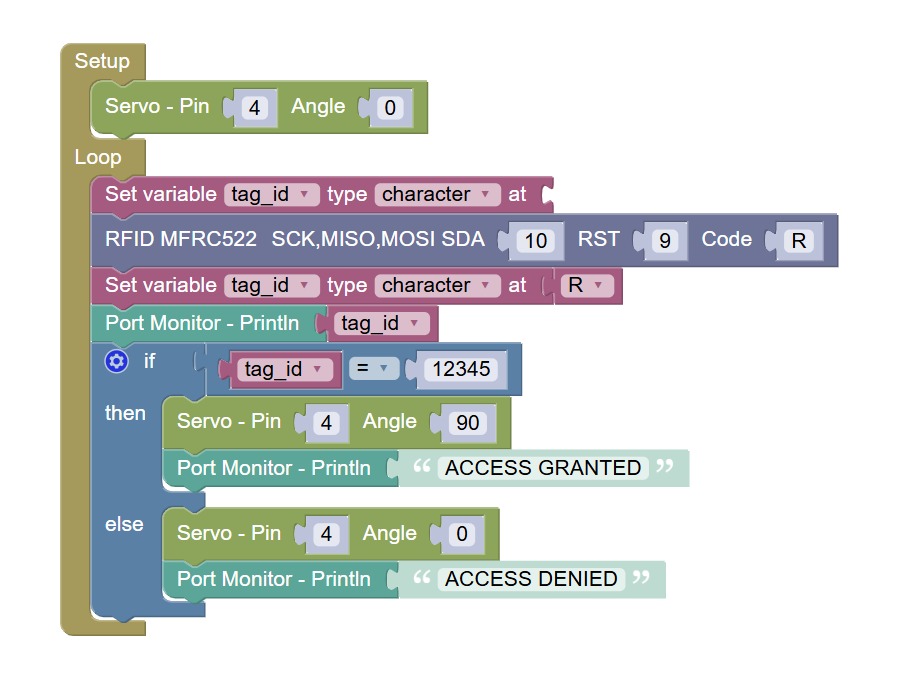 Setup
Servo - Pin 4 Angle 0
Loop
Set variable tag_id type character at
RFID MFRC522 SCK,MISO,MOSI SDA 10 RST 9 Code R
Set variable tag_id type character at R
Port Monitor - Println tag_id
if tag_id = 12345
then Servo - Pin 4 Angle 90
Port Monitor - Println “ ACCESS GRANTED ”
else Servo - Pin 4 Angle 0
Port Monitor - Println “ ACCESS DENIED ”